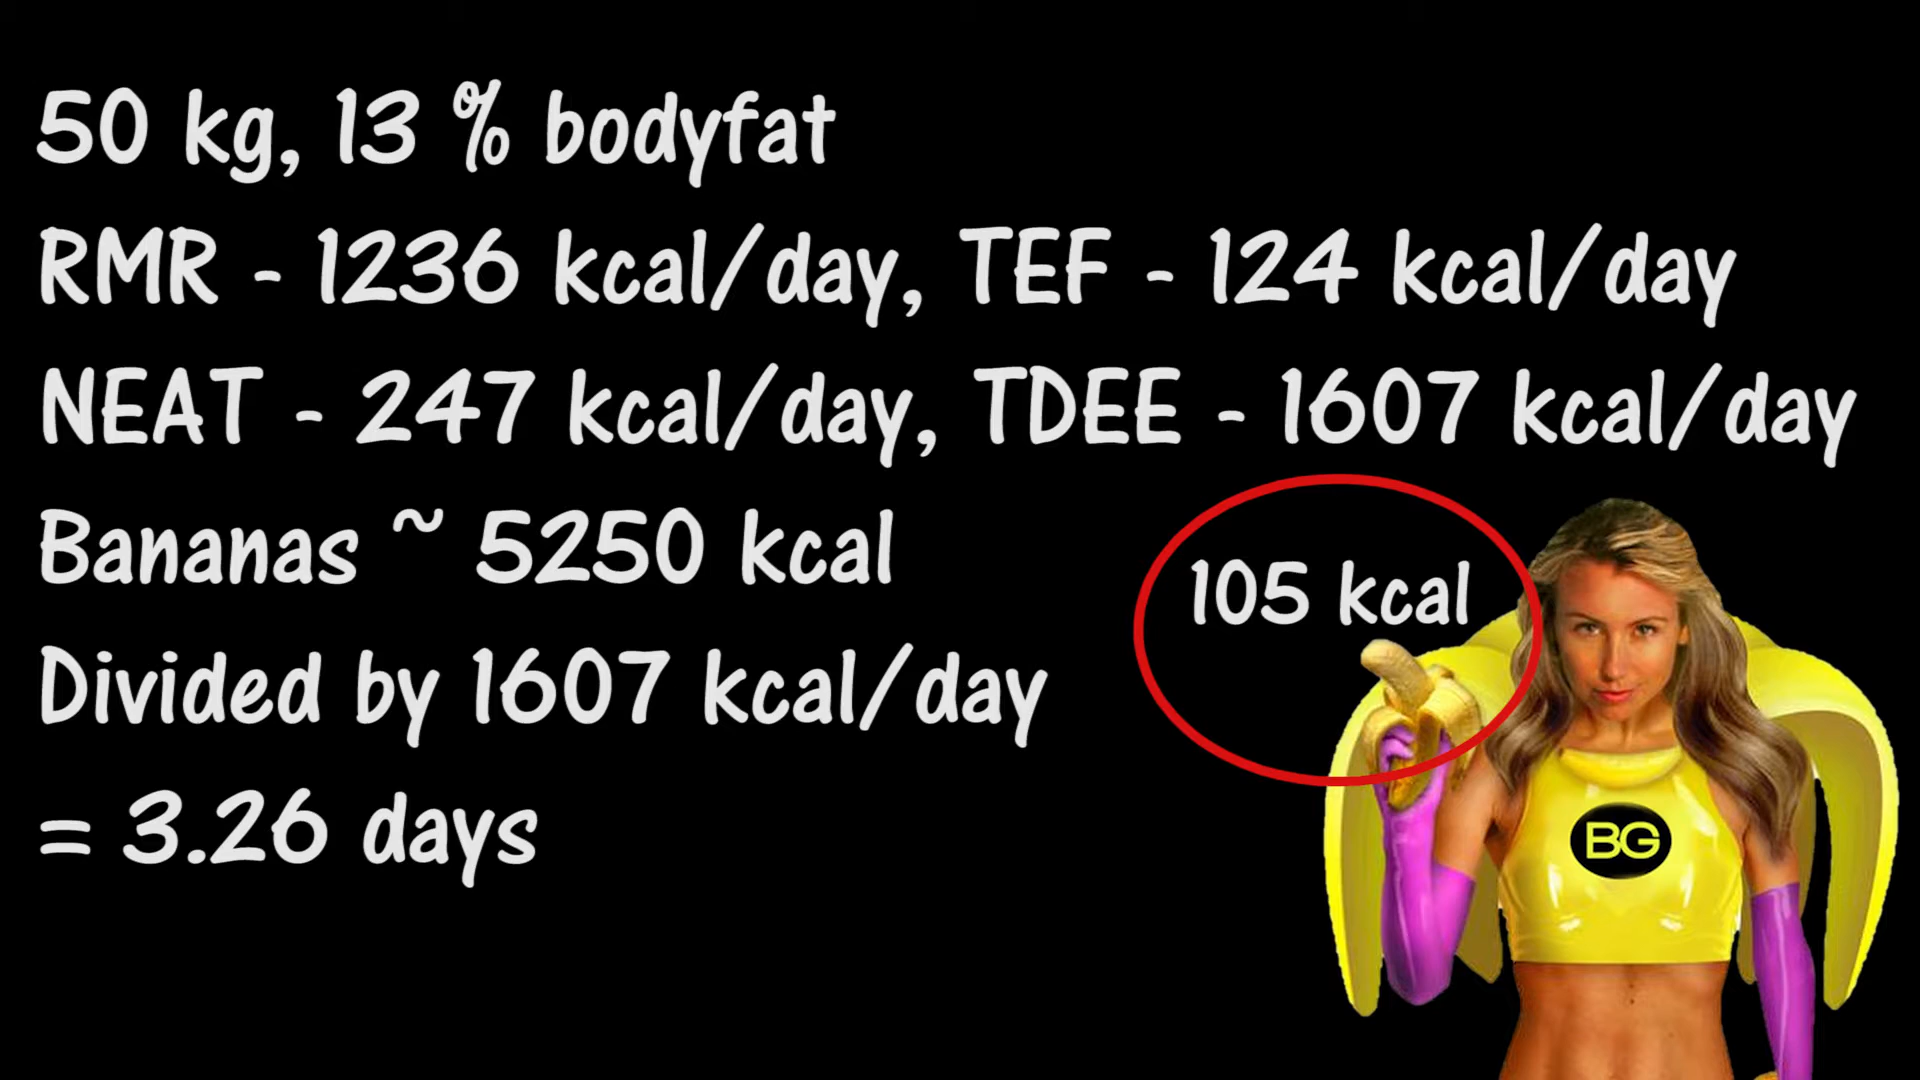 50 kg, 13 % bodyfat
RMR - 1236 kcal/day, TEF - 124 kcal/day
NEAT - 247 kcal/day, TDEE - 1607 kcal/day
Bananas ~ 5250 kcal
105 kcal
Divided by 1607 kcal/day
= 3.26 days
BG